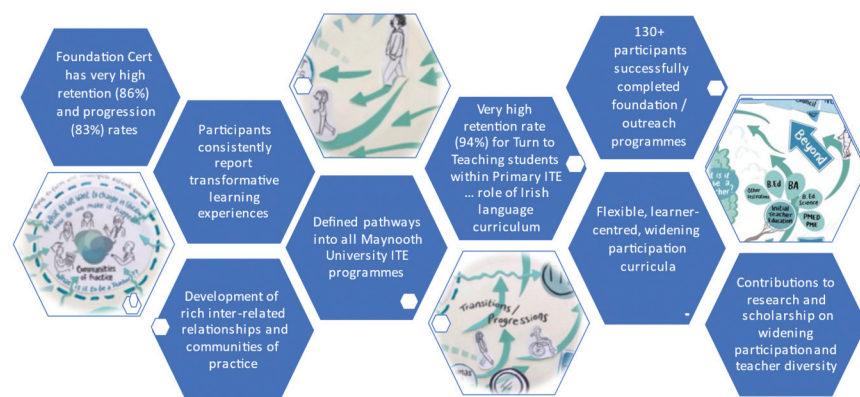 Foundation Cert
has very high
retention (86%)
and progression
(83%) rates
Participants
consistently report
transformative
learning
experiences
Development of
rich inter-related
relationships and
communities of
practice
Defined pathways
into all Maynooth
University ITE
programmes
Very high
retention rate
(94%) for Turn to
Teaching students
within Primary ITE
... role of Irish
language
curriculum
130+
participants
successfully
completed
foundation /
outreach
programmes
Flexible, learner-
centred, widening
participation
curricula
Contributions to
research and
scholarship on
widening
participation and
teacher diversity
Communities
of Practice
Transitions/
Progressions
Beyond
Other Institutions
B.Ed
BA
B.Ed
Science
Initial
Teacher
Education
PMED
PME